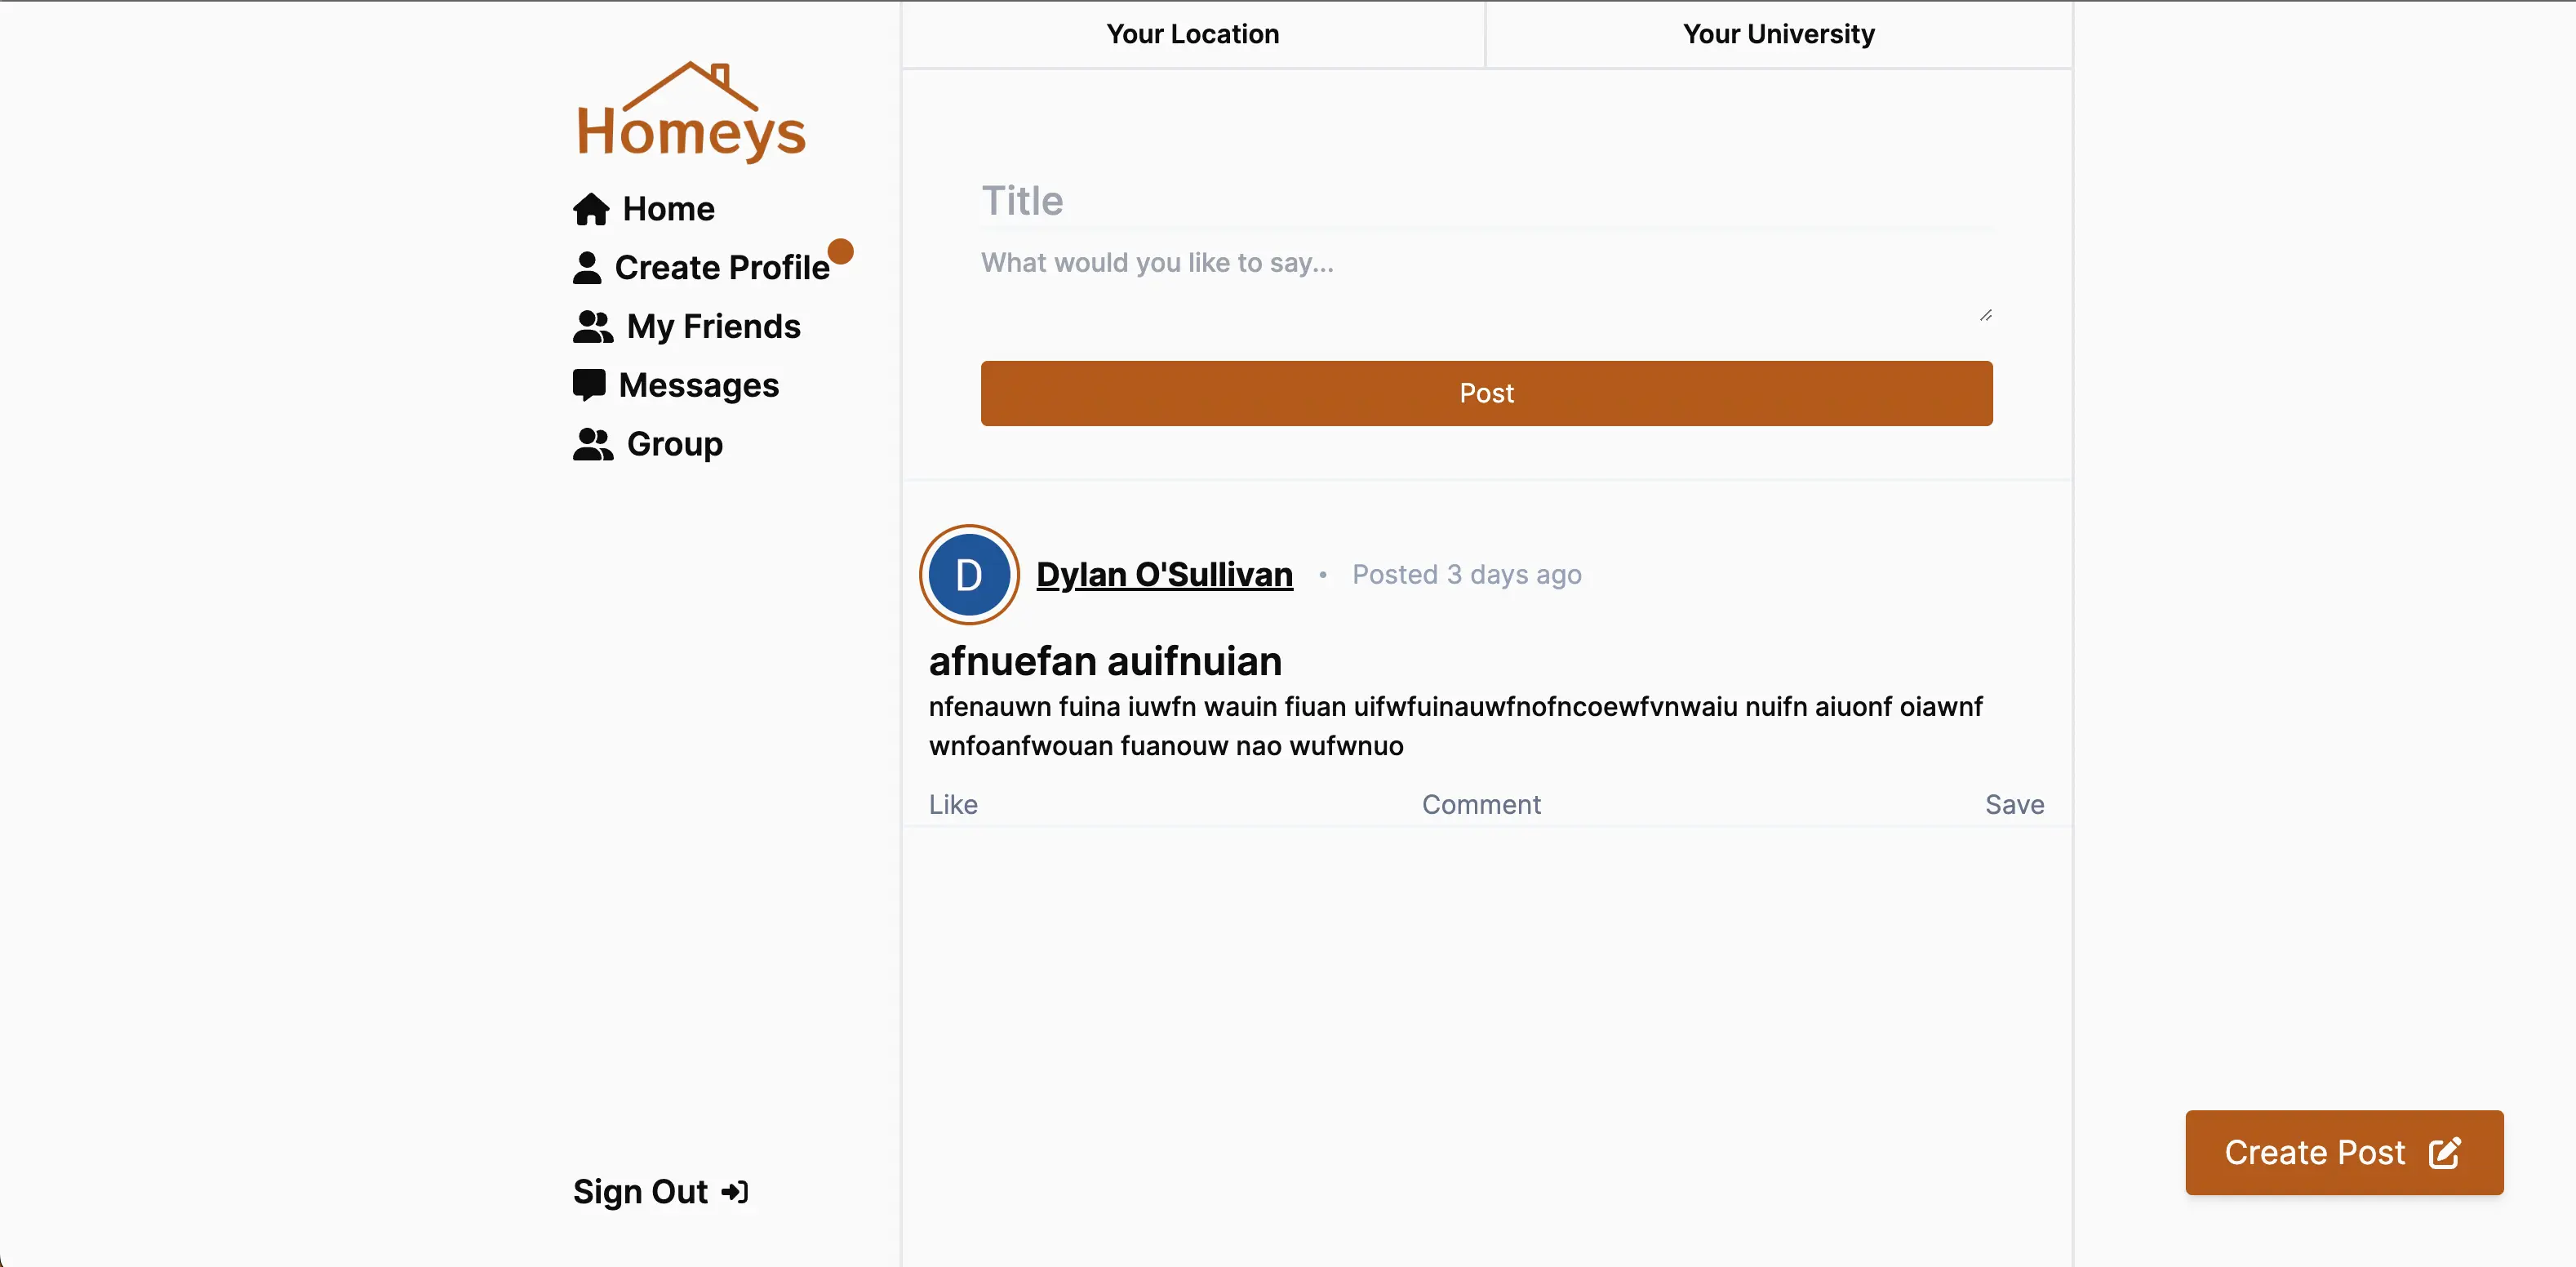 Homeys
Home
Create Profile
My Friends
Messages
Group
Sign Out
Your Location
Your University
Title
What would you like to say...
Post
D
Dylan O'Sullivan • Posted 3 days ago
afnuefan auifnuian
nfenauwn fuina iuwfn wauin fiuan uifwfuinauwfnofncoewfvnwaiu nuifn aiuonf oiawnf
wnfoanfwouan fuanouw nao wufwnuo
Like
Comment
Save
Create Post